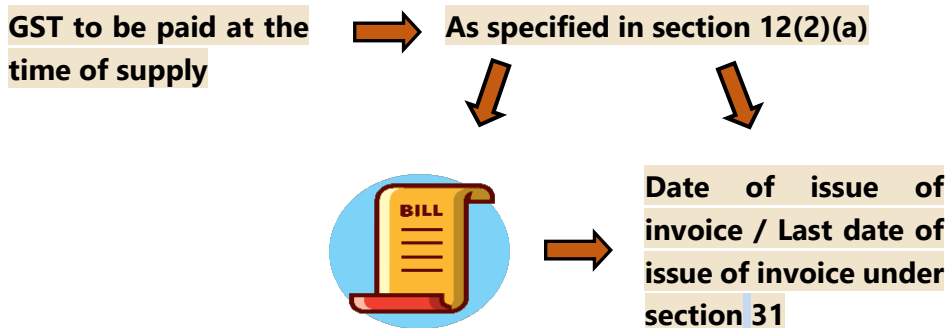 GST to be paid at the
time of supply
As specified in section 12(2)(a)
BILL
Date of issue of
invoice / Last date of
issue of invoice under
section 31